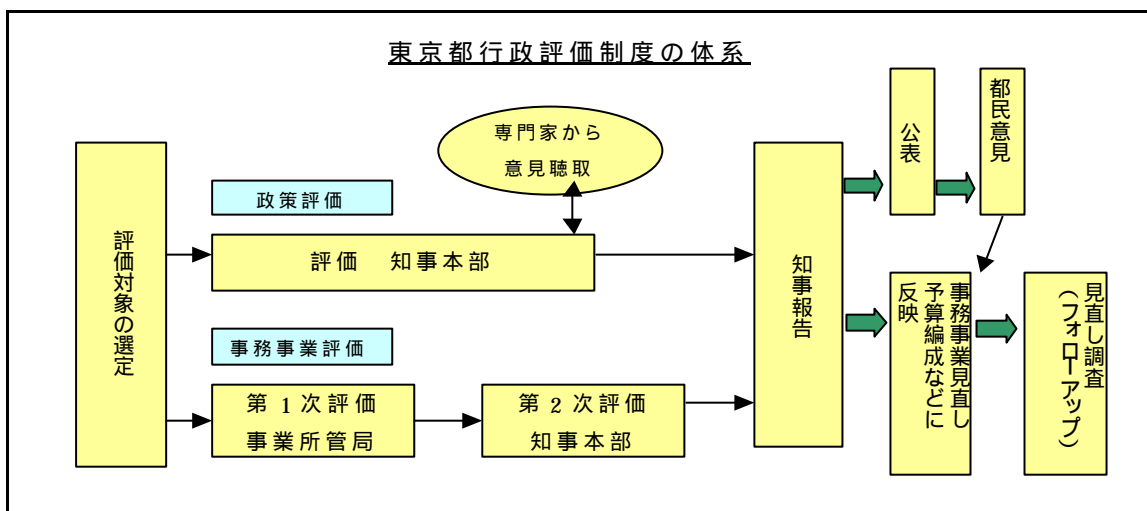 東京都行政評価制度の体系
評価対象の選定
専門家から
意見聴取
政策評価
評価　知事本部
事務事業評価
第1次評価
事業所管局
第2次評価
知事本部
知事報告
公表
都民意見
事務事業見直し
予算編成などに
反映
見直し調査
(フォローアップ)